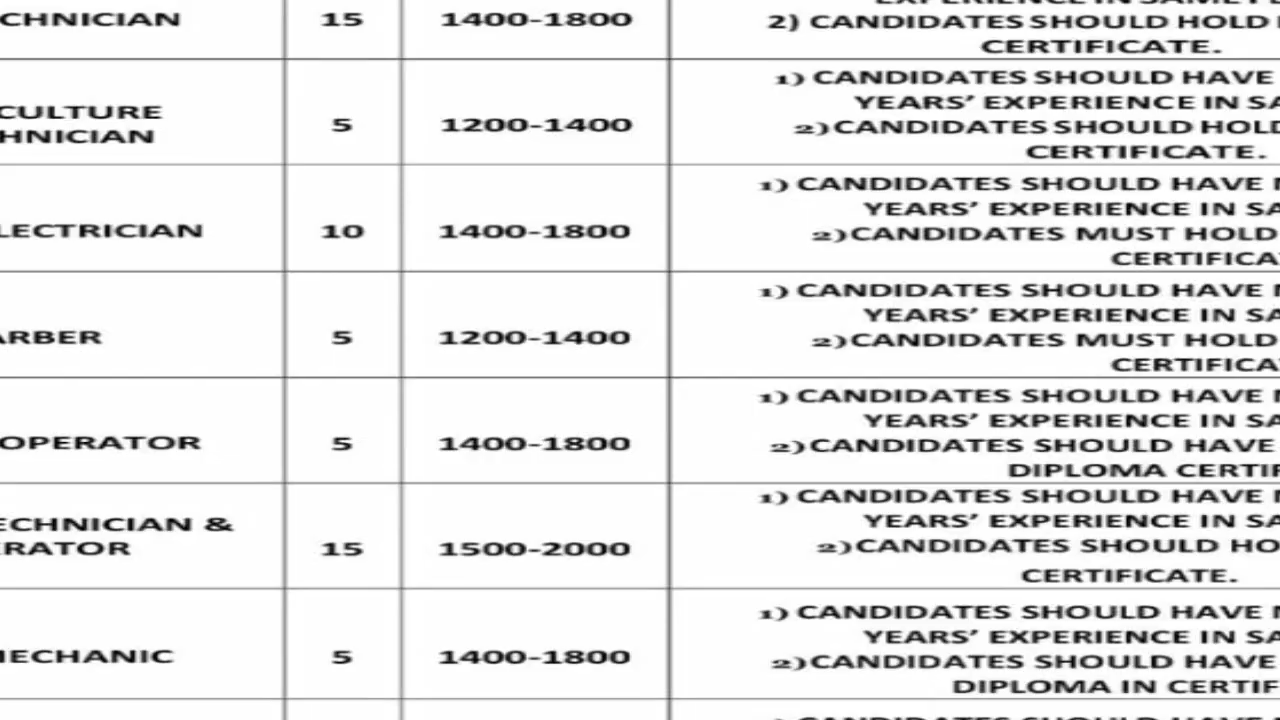 CHNICIAN 15 1400-1800
2) CANDIDATES SHOULD HOLD
CERTIFICATE.
CULTURE
HNICIAN
5 1200-1400
1) CANDIDATES SHOULD HAVE
YEARS' EXPERIENCE IN SA
2)CANDIDATES SHOULD HOLD
CERTIFICATE.
LECTRICIAN 10 1400-1800
1) CANDIDATES SHOULD HAVE
YEARS' EXPERIENCE IN SA
2)CANDIDATES MUST HOLD
CERTIFICA
ARBER 5 1200-1400
1) CANDIDATES SHOULD HAVE
YEARS' EXPERIENCE IN SA
2)CANDIDATES MUST HOLD
CERTIFICA
OPERATOR 5 1400-1800
1) CANDIDATES SHOULD HAVE
YEARS' EXPERIENCE IN SA
2)CANDIDATES SHOULD HAVE
DIPLOMA CERTIF
ECHNICIAN &
RATOR
15 1500-2000
1) CANDIDATES SHOULD HAVE
YEARS' EXPERIENCE IN SA
2)CANDIDATES SHOULD HO
CERTIFICATE.
MECHANIC 5 1400-1800
1) CANDIDATES SHOULD HAVE
YEARS' EXPERIENCE IN SA
2)CANDIDATES SHOULD HAVE
DIPLOMA IN CERTIF